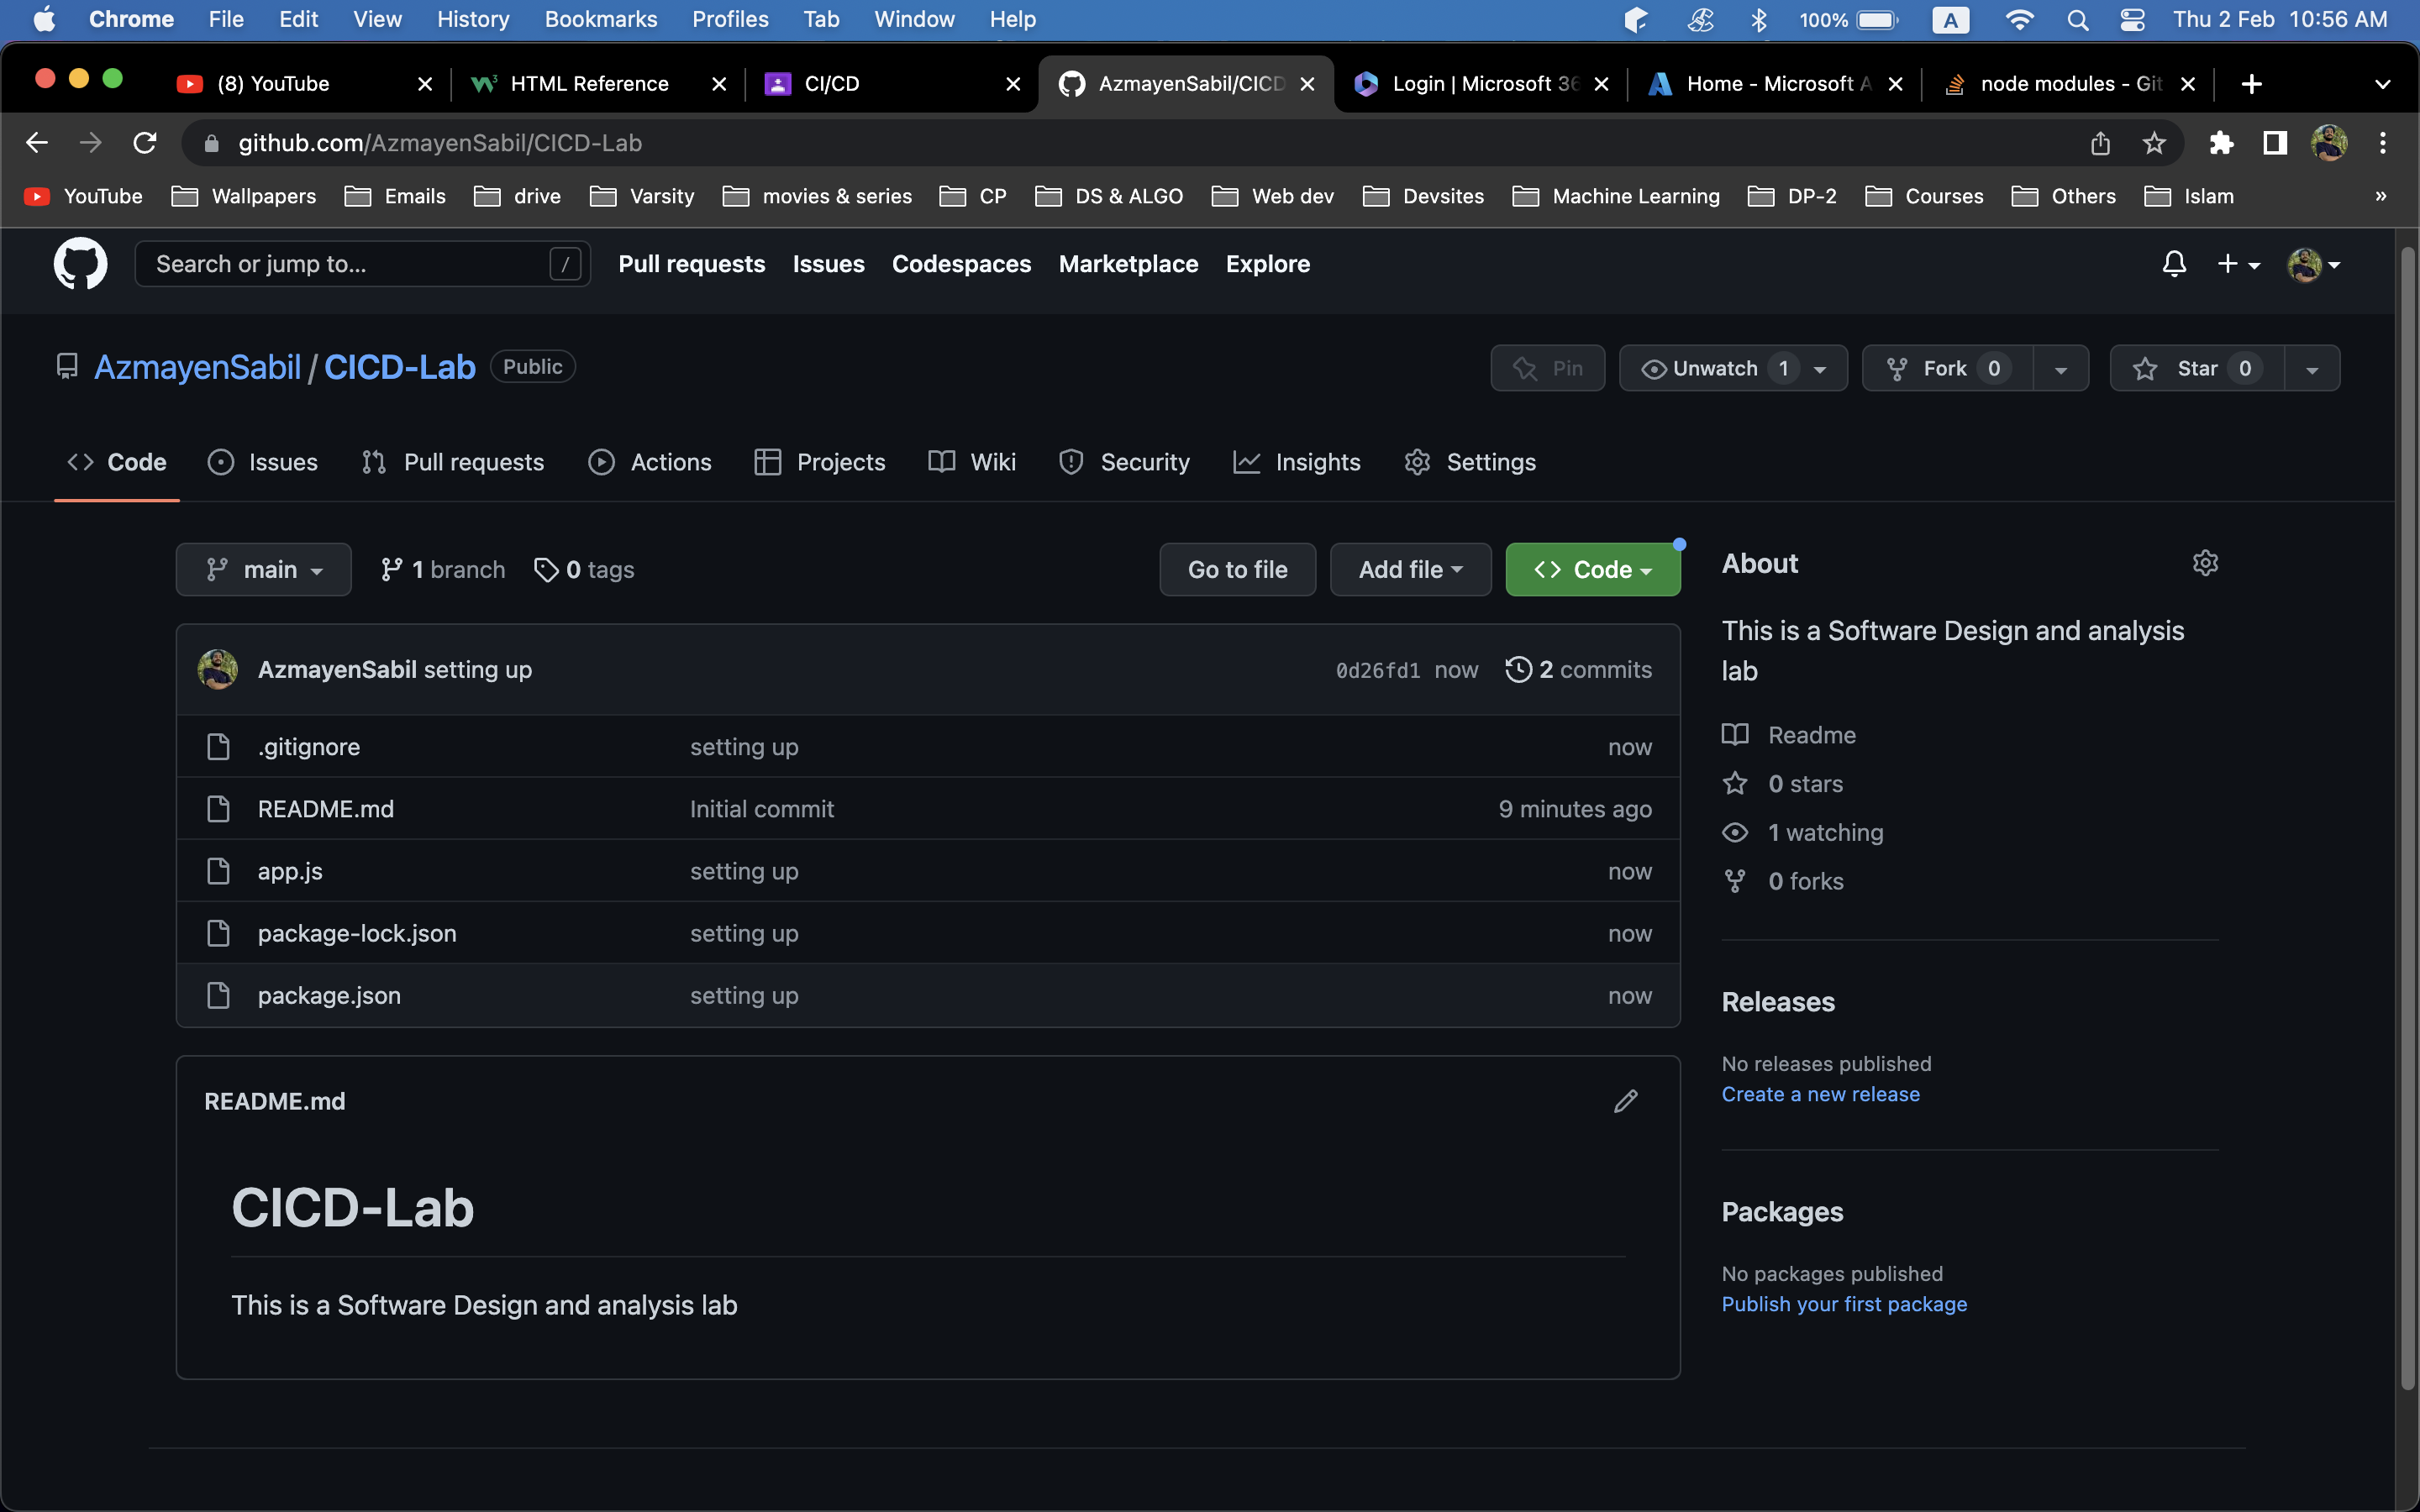 Chrome File Edit View History Bookmarks Profiles Tab Window Help 100% A Thu 2 Feb 10:56 AM
(8) YouTube HTML Reference CI/CD AzmayenSabil/CICD Login | Microsoft 36 Home - Microsoft A node modules - Git
github.com/AzmayenSabil/CICD-Lab
YouTube Wallpapers Emails drive Varsity movies & series CP DS & ALGO Web dev Devsites Machine Learning DP-2 Courses Others Islam »
Search or jump to... / Pull requests Issues Codespaces Marketplace Explore
AzmayenSabil / CICD-Lab Public Pin Unwatch 1 Fork 0 Star 0
Code Issues Pull requests Actions Projects Wiki Security Insights Settings
main 1 branch 0 tags Go to file Add file Code
AzmayenSabil setting up 0d26fd1 now 2 commits
.gitignore setting up now
README.md Initial commit 9 minutes ago
app.js setting up now
package-lock.json setting up now
package.json setting up now
README.md
CICD-Lab
This is a Software Design and analysis lab
About
This is a Software Design and analysis
lab
Readme
0 stars
1 watching
0 forks
Releases
No releases published
Create a new release
Packages
No packages published
Publish your first package